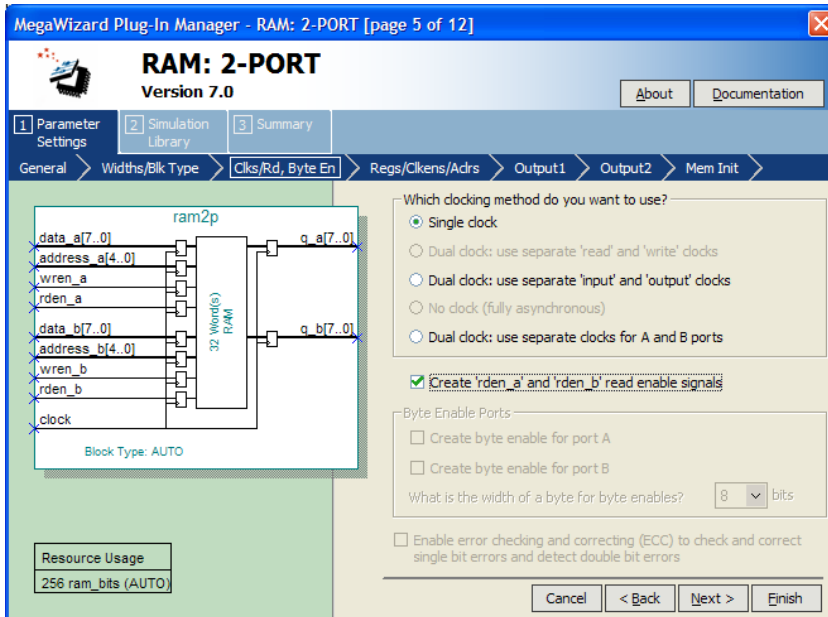 MegaWizard Plug-In Manager - RAM: 2-PORT [page 5 of 12]
RAM: 2-PORT
Version 7.0
About
Documentation
1 Parameter Settings
2 Simulation Library
3 Summary
General
Widths/Blk Type
Clks/Rd, Byte En
Regs/Clkens/Adrs
Output1
Output2
Mem Init
ram2p
data_a[7..0]
address_a[4..0]
wren_a
rden_a
data_b[7..0]
address_b[4..0]
wren_b
rden_b
clock
32 Word(s)
RAM
q_a[7..0]
q_b[7..0]
Block Type: AUTO
Resource Usage
256 ram_bits (AUTO)
Which clocking method do you want to use?
Single clock
Dual clock: use separate 'read' and 'write' clocks
Dual clock: use separate 'input' and 'output' clocks
No clock (fully asynchronous)
Dual clock: use separate clocks for A and B ports
Create 'rden_a' and 'rden_b' read enable signals
Byte Enable Ports
Create byte enable for port A
Create byte enable for port B
What is the width of a byte for byte enables? 8 bits
Enable error checking and correcting (ECC) to check and correct
single bit errors and detect double bit errors
Cancel
< Back
Next >
Finish